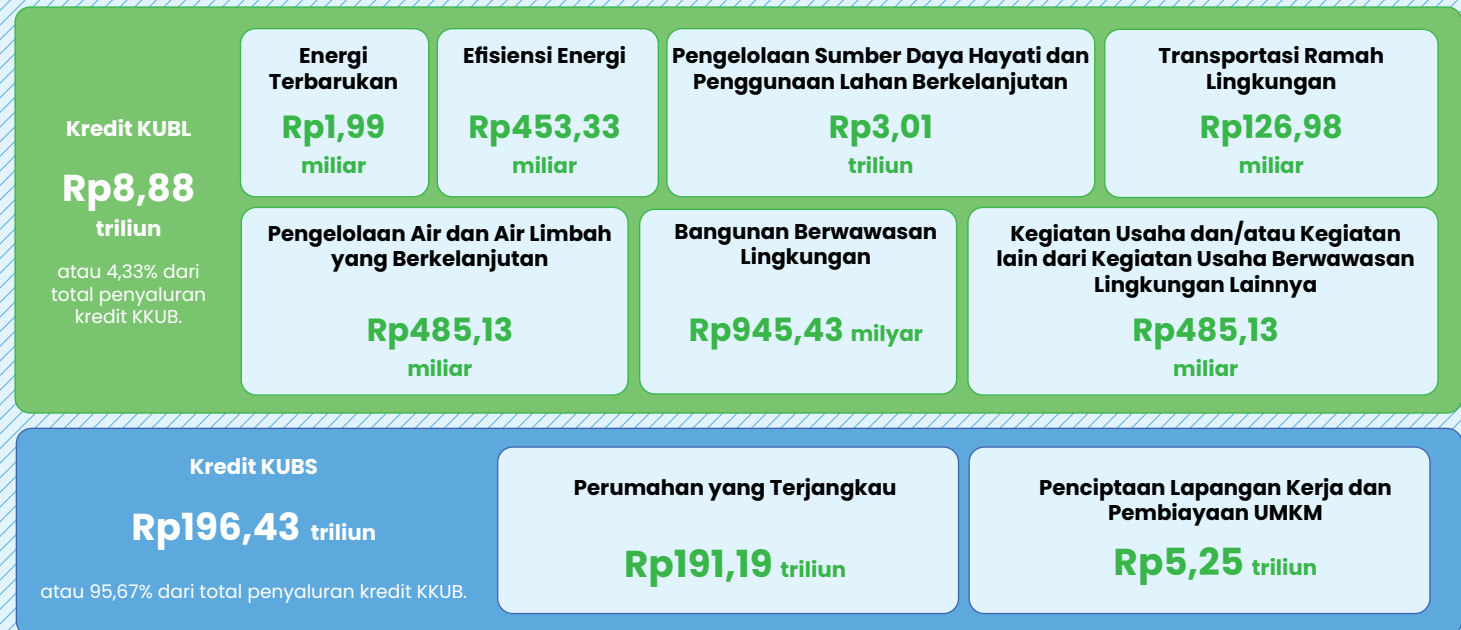 Kredit KUBL
Rp8,88
triliun
atau 4,33% dari
total penyaluran
kredit KKUB.
Energi
Terbarukan
Rp1,99
miliar
Efisiensi Energi
Rp453,33
miliar
Pengelolaan Sumber Daya Hayati dan
Penggunaan Lahan Berkelanjutan
Rp3,01
triliun
Transportasi Ramah
Lingkungan
Rp126,98
miliar
Pengelolaan Air dan Air Limbah
yang Berkelanjutan
Rp485,13
miliar
Bangunan Berwawasan
Lingkungan
Rp945,43 milyar
Kegiatan Usaha dan/atau Kegiatan
lain dari Kegiatan Usaha Berwawasan
Lingkungan Lainnya
Rp485,13
miliar
Kredit KUBS
Rp196,43 triliun
atau 95,67% dari total penyaluran kredit KKUB.
Perumahan yang Terjangkau
Rp191,19 triliun
Penciptaan Lapangan Kerja dan
Pembiayaan UMKM
Rp5,25 triliun